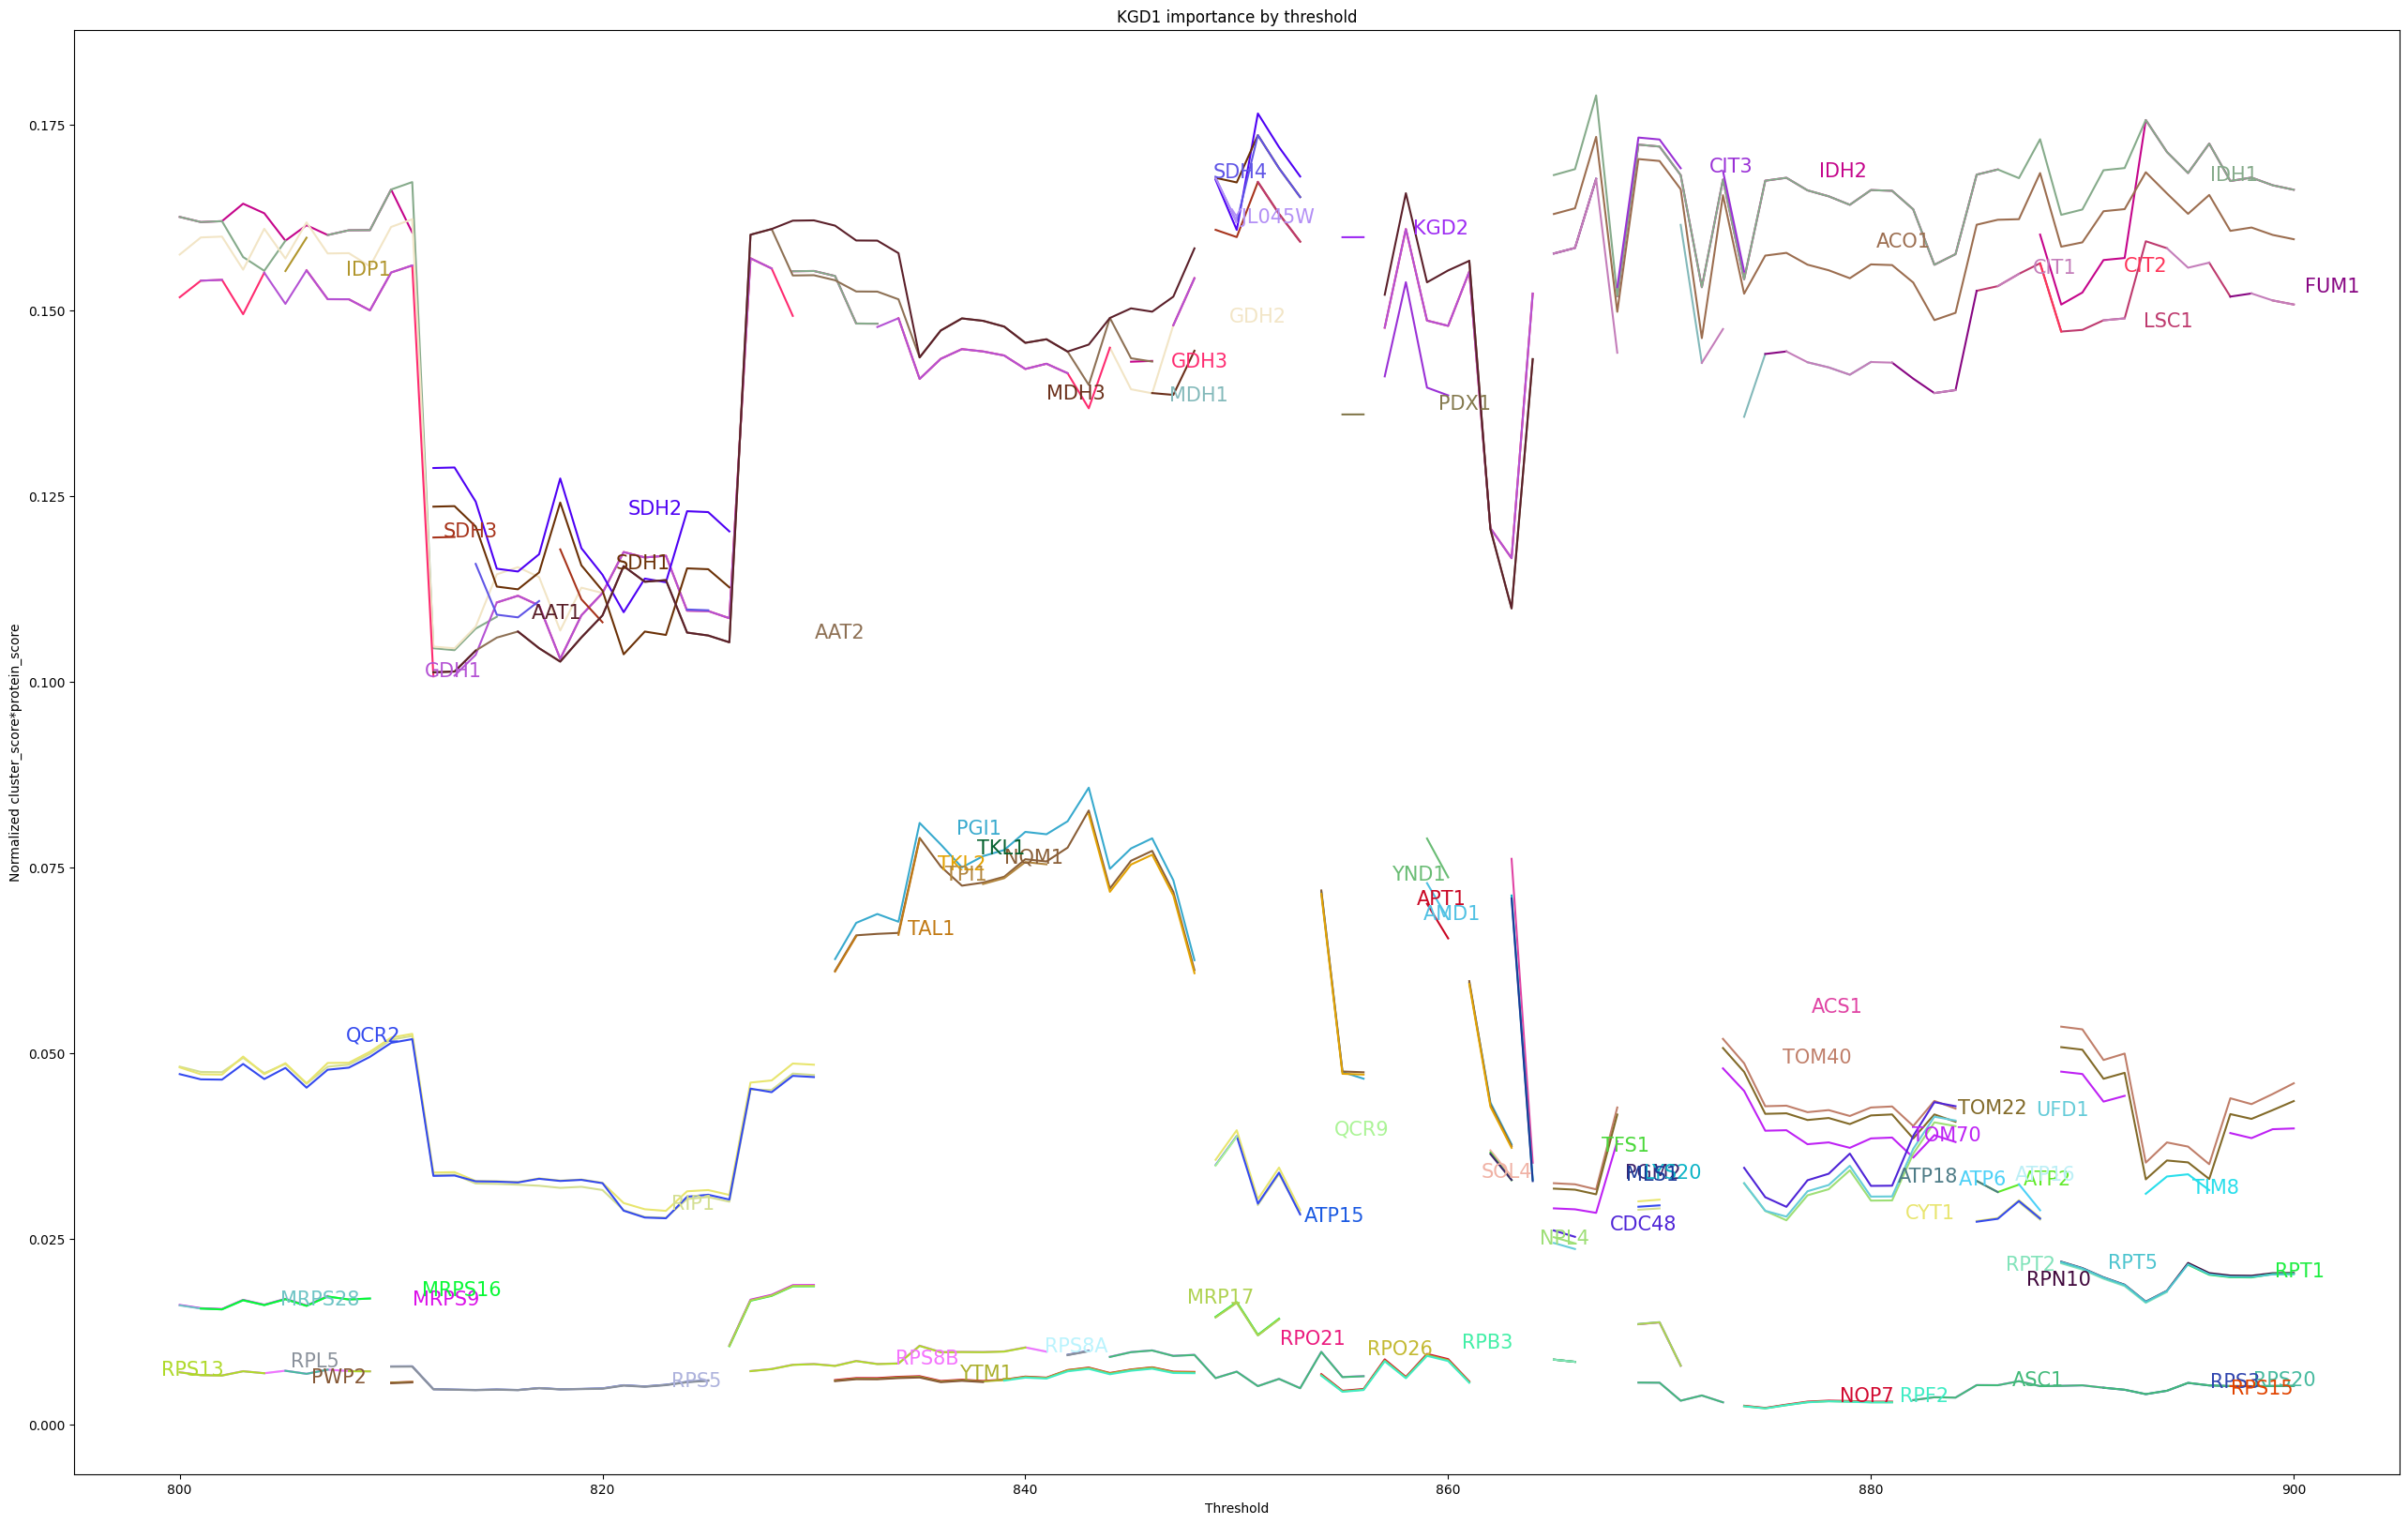 KGD1 importance by threshold
Normalized cluster_score*protein_score
0.175
0.150
0.125
0.100
0.075
0.050
0.025
0.000
SDH4
CIT3
IDH2
IDH1
IL045W
KGD2
ACO1
IDP1
CIT1
CIT2
FUM1
GDH2
LSC1
GDH3
MDH3
MDH1
PDX1
SDH2
SDH3
SDH1
AAT1
AAT2
GDH1
PGI1
TKL1
NQM1
TKL2
TPI1
YND1
APT1
AMD1
TAL1
ACS1
TOM40
QCR2
TOM22
UFD1
QCR9
TFS1
TOM70
SOL4
ATP18
ATP6
ATP16
ATP2
TIM8
RIP1
ATP15
CDC48
CYT1
NPL4
RPT2
RPT5
RPT1
RPN10
MRPS16
MRPS28
MRPS9
MRP17
RPO21
RPO26
RPB3
RPS8A
RPS8B
RPL5
RPS13
PWP2
RPS5
YTM1
NOP7
RPF2
ASC1
RPS3
RPS20
RPS15
800
820
840
860
880
900
Threshold